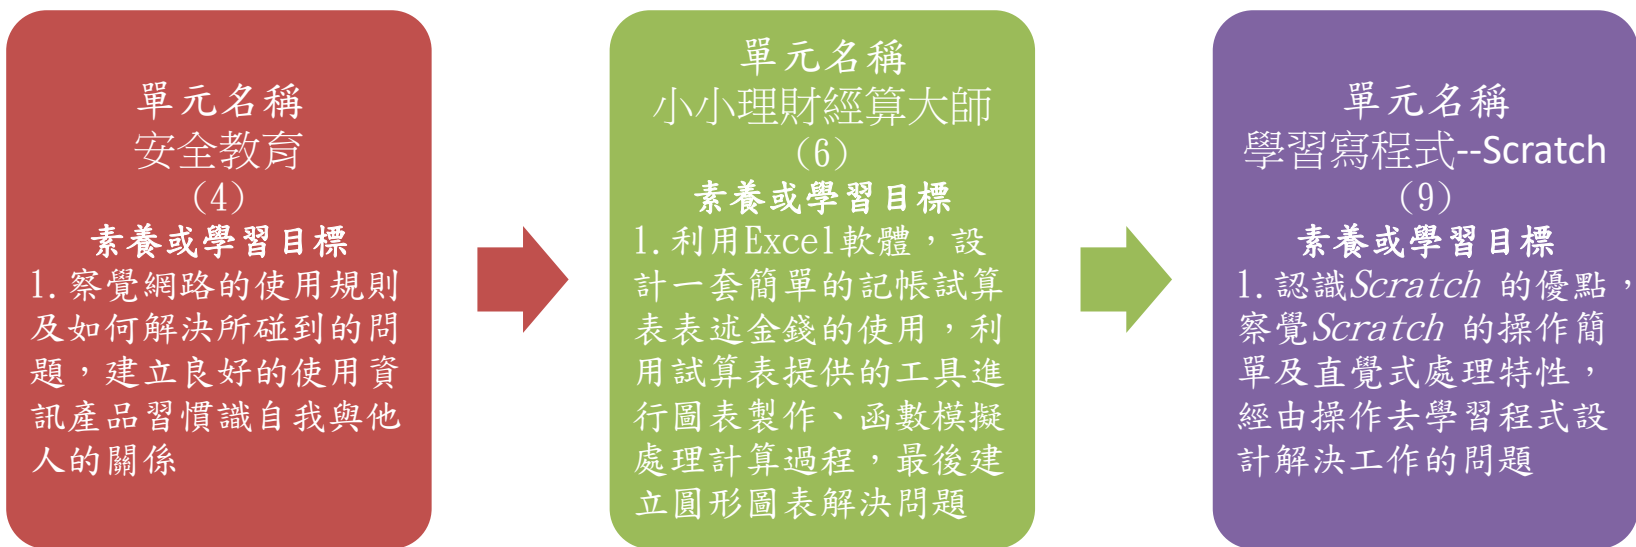 單元名稱
安全教育
(4)
素養或學習目標
1.察覺網路的使用規則
及如何解決所碰到的問
題，建立良好的使用資
訊產品習慣識自我與他
人的關係
單元名稱
小小理財經算大師
(6)
素養或學習目標
1.利用Excel軟體，設
計一套簡單的記帳試算
表表述金錢的使用，利
用試算表提供的工具進
行圖表製作、函數模擬
處理計算過程，最後建
立圓形圖表解決問題
單元名稱
學習寫程式--Scratch
(9)
素養或學習目標
1.認識Scratch 的優點，
察覺Scratch 的操作簡
單及直覺式處理特性，
經由操作去學習程式設
計解決工作的問題